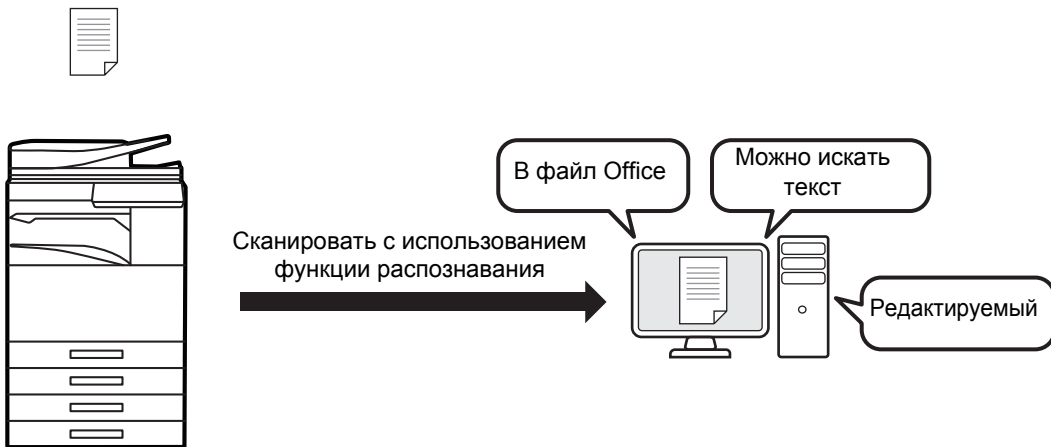 В файл Office
Можно искать
текст
Сканировать с использованием
функции распознавания
Редактируемый